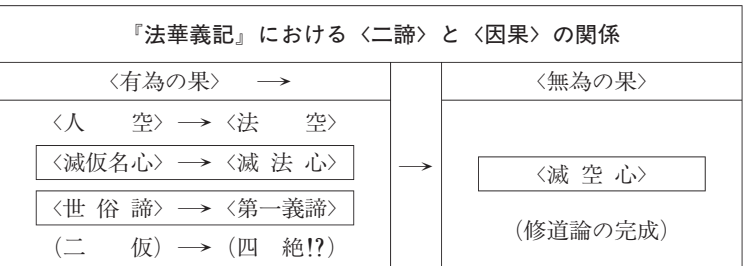 『法華義記』における〈二諦〉と〈因果〉の関係
〈有為の果〉 →
〈人　空〉→〈法　空〉
〈滅仮名心〉→〈滅 法 心〉
〈世 俗 諦〉→〈第一義諦〉
(二　仮)→(四　絶!?)
→
〈無為の果〉
〈滅 空 心〉
(修道論の完成)